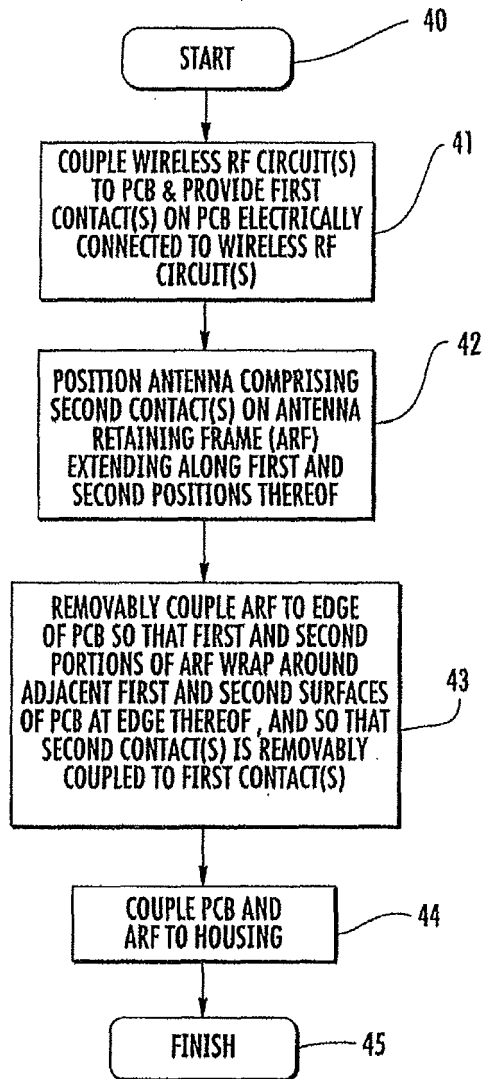 40
START
41
COUPLE WIRELESS RF CIRCUIT(S)
TO PCB & PROVIDE FIRST
CONTACT(S) ON PCB ELECTRICALLY
CONNECTED TO WIRELESS RF
CIRCUIT(S)
42
POSITION ANTENNA COMPRISING
SECOND CONTACT(S) ON ANTENNA
RETAINING FRAME (ARF)
EXTENDING ALONG FIRST AND
SECOND POSITIONS THEREOF
43
REMOVABLY COUPLE ARF TO EDGE
OF PCB SO THAT FIRST AND SECOND
PORTIONS OF ARF WRAP AROUND
ADJACENT FIRST AND SECOND SURFACES
OF PCB AT EDGE THEREOF, AND SO THAT
SECOND CONTACT(S) IS REMOVABLY
COUPLED TO FIRST CONTACT(S)
44
COUPLE PCB AND
ARF TO HOUSING
FINISH
45